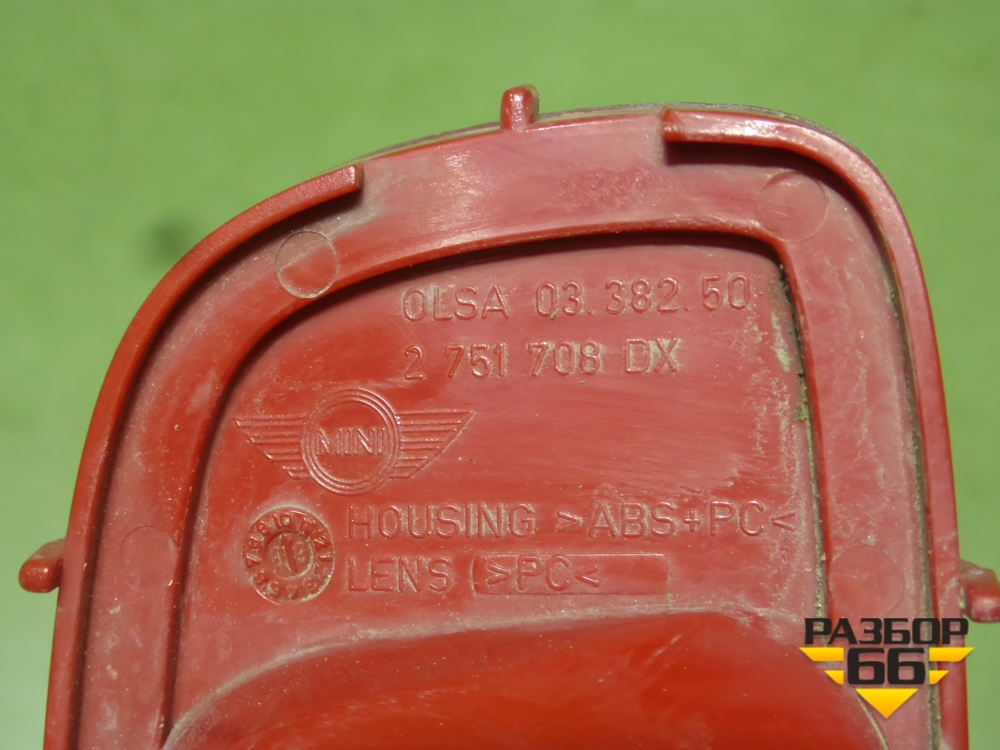 OLSA 03.382.50
2 751 708 DX
MINI
HOUSING >ABS+PC<
LENS >PC<
РАЗБОР
66